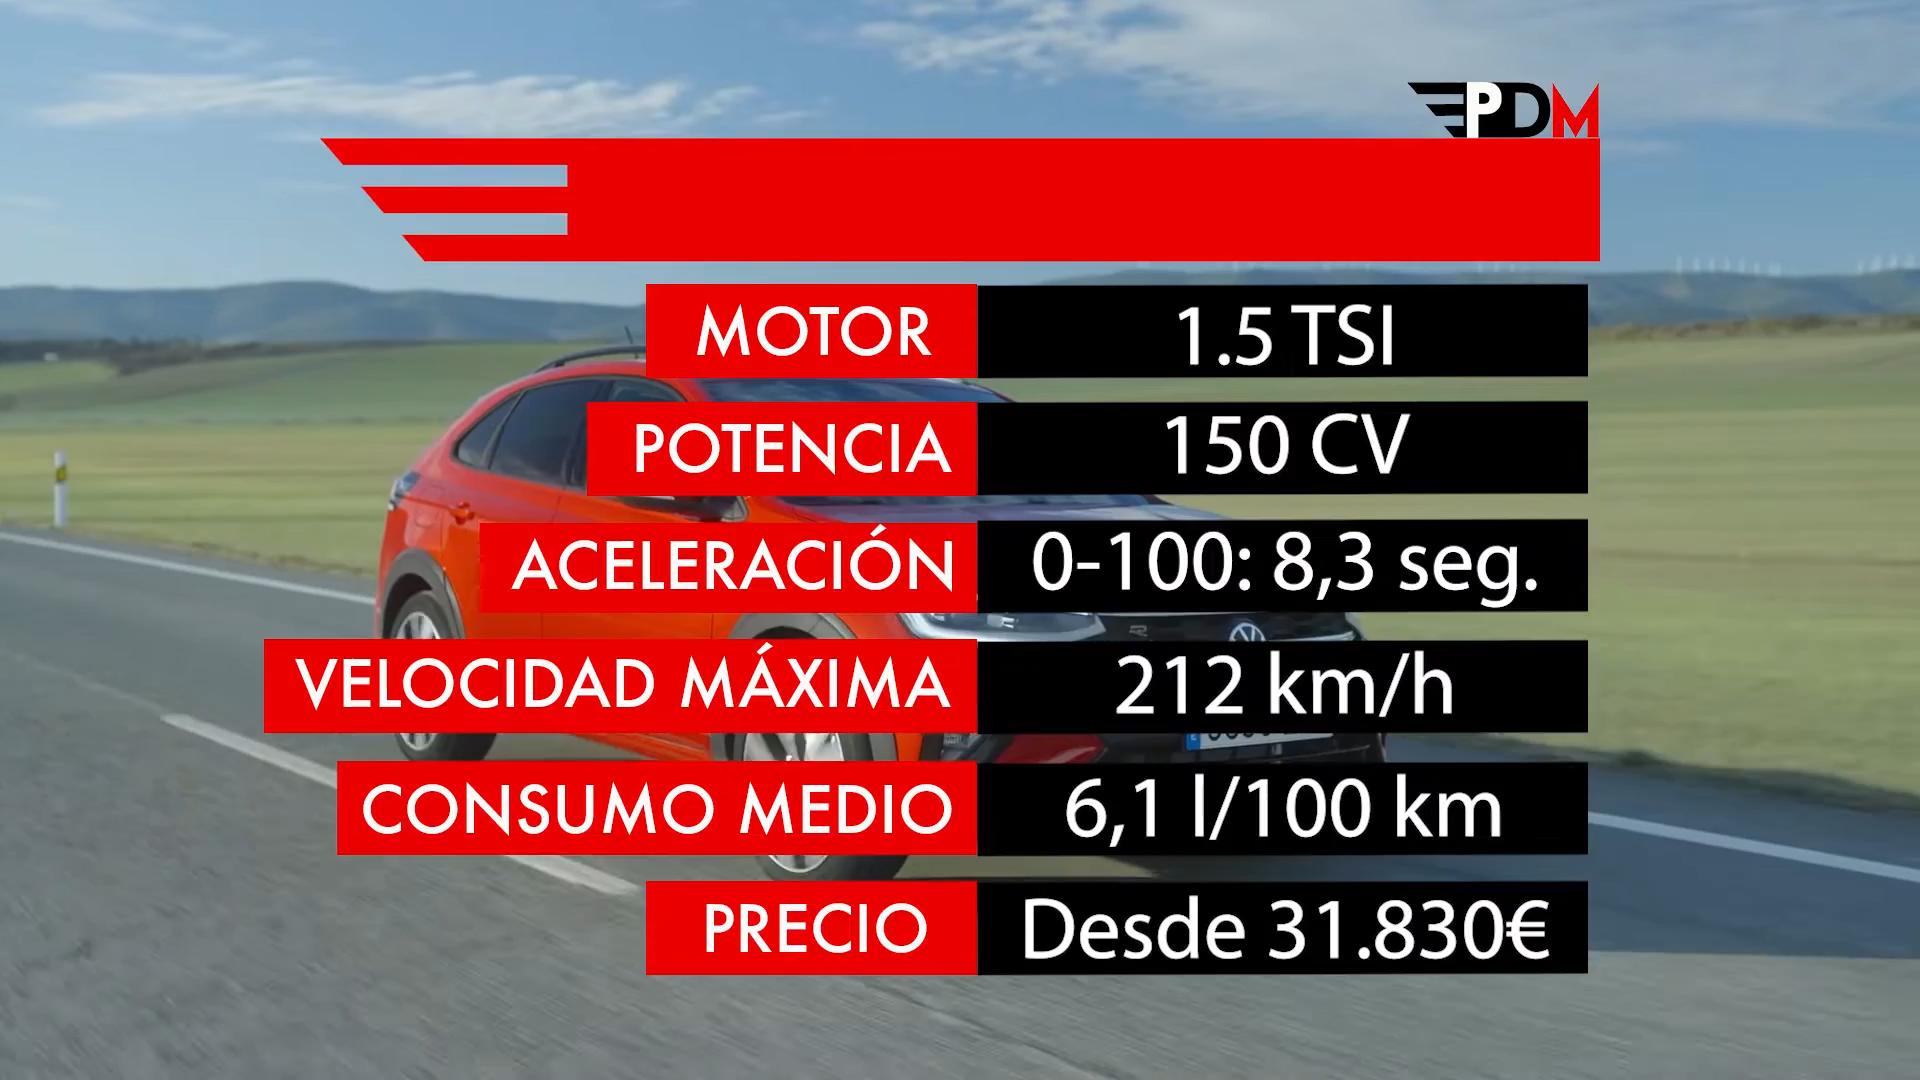 PDM
MOTOR 1.5 TSI
POTENCIA 150 CV
ACELERACIÓN 0-100: 8,3 seg.
VELOCIDAD MÁXIMA 212 km/h
CONSUMO MEDIO 6,1 l/100 km
PRECIO Desde 31.830€